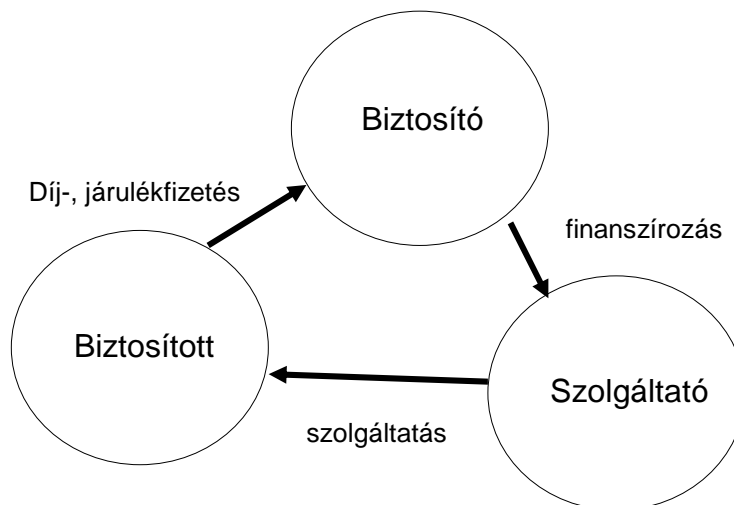 Biztosító
Díj-, járulékfizetés
finanszírozás
Biztosított
Szolgáltató
szolgáltatás